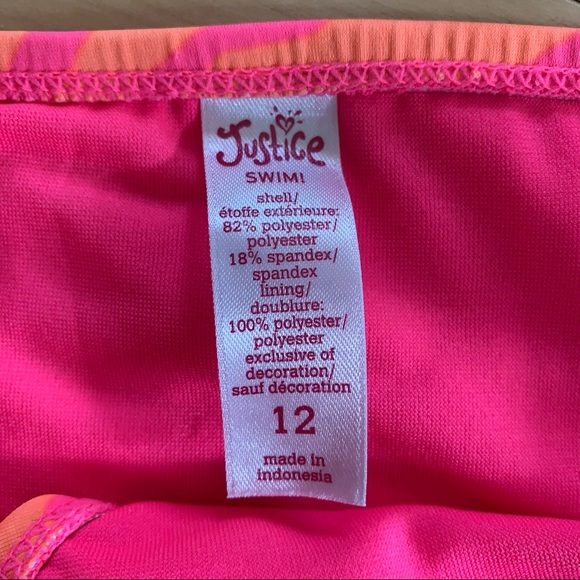 Justice
SWIM!
shell/
étoffe extérieure:
82% polyester/
polyester
18% spandex/
spandex
lining/
doublure:
100% polyester/
polyester
exclusive of
decoration/
sauf décoration
12
made in
indonesia